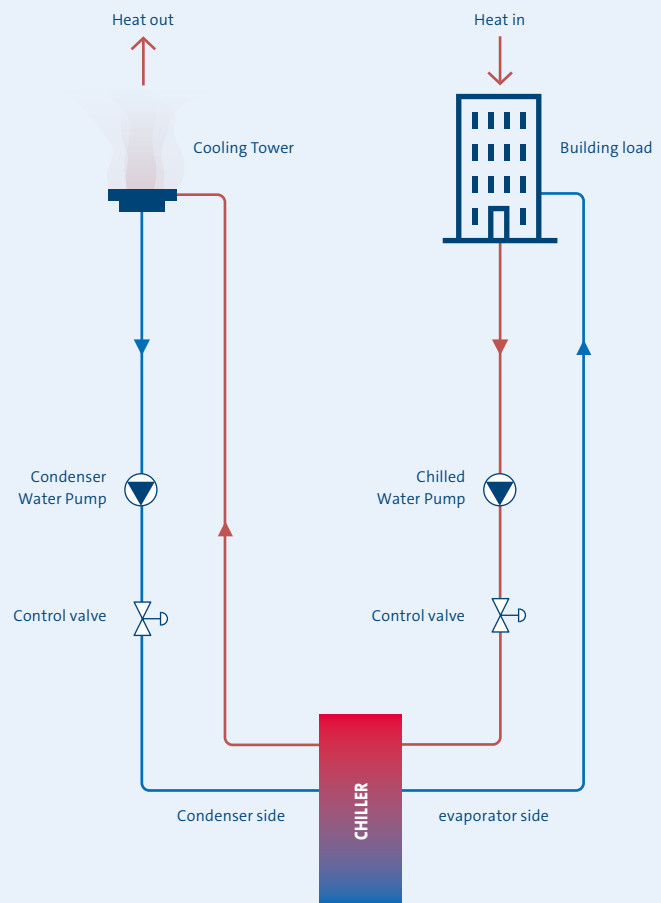 Heat out
Heat in
Cooling Tower
Building load
Condenser
Water Pump
Chilled
Water Pump
Control valve
Control valve
CHILLER
Condenser side
evaporator side